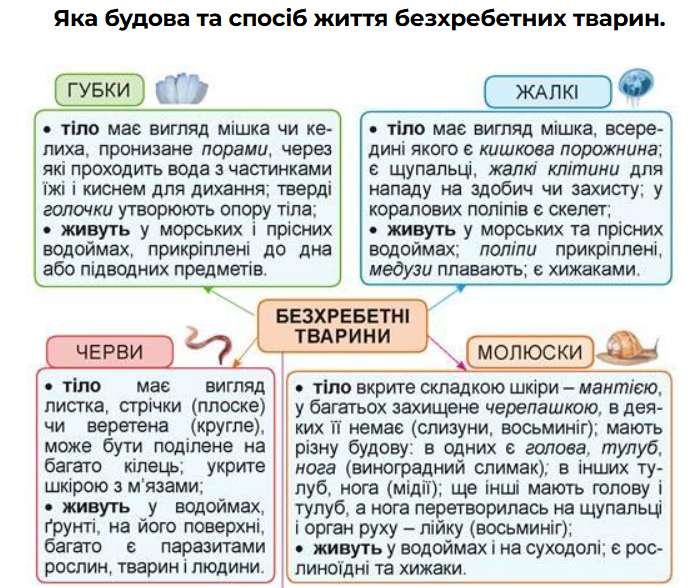 Яка будова та спосіб життя безхребетних тварин.
ГУБКИ
• тіло має вигляд мішка чи ке-
лиха, пронизане порами, через
які проходить вода з частинками
їжі і киснем для дихання; тверді
голочки утворюють опору тіла;
• живуть у морських і прісних
водоймах, прикріплені до дна
або підводних предметів.
ЖАЛКІ
• тіло має вигляд мішка, всере-
дині якого є кишкова порожнина;
є щупальці, жалкі клітини для
нападу на здобич чи захисту; у
коралових поліпів є скелет;
• живуть у морських та прісних
водоймах; поліпи прикріплені,
медузи плавають; є хижаками.
БЕЗХРЕБЕТНІ
ТВАРИНИ
ЧЕРВИ
• тіло має вигляд
листка, стрічки (плоске)
чи веретена (кругле),
може бути поділене на
багато кілець; укрите
шкірою з м’язами;
• живуть у водоймах,
ґрунті, на його поверхні,
багато є паразитами
рослин, тварин і людини.
МОЛЮСКИ
• тіло вкрите складкою шкіри – мантією,
у багатьох захищене черепашкою, в дея-
ких її немає (слизуни, восьминіг); мають
різну будову: в одних є голова, тулуб,
нога (виноградний слимак); в інших ту-
луб, нога (мідії); ще інші мають голову і
тулуб, а нога перетворилась на щупальці
і орган руху – лійку (восьминіг);
• живуть у водоймах і на суходолі; є рос-
линоїдні та хижаки.